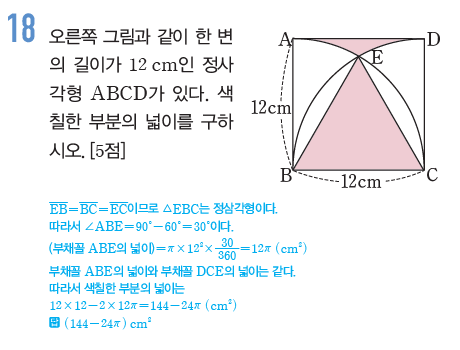 18 오른쪽 그림과 같이 한 변
의 길이가 12 cm인 정사
각형 ABCD가 있다. 색
칠한 부분의 넓이를 구하
시오. [5점]
A
D
E
12cm
B
12cm
C
EB=BC=EC이므로 △EBC는 정삼각형이다.
따라서 ∠ABE=90°-60°=30°이다.
(부채꼴 ABE의 넓이)=π×12²×30/360=12π (cm²)
부채꼴 ABE의 넓이와 부채꼴 DCE의 넓이는 같다.
따라서 색칠한 부분의 넓이는
12×12-2×12π=144-24π (cm²)
답 (144-24π) cm²